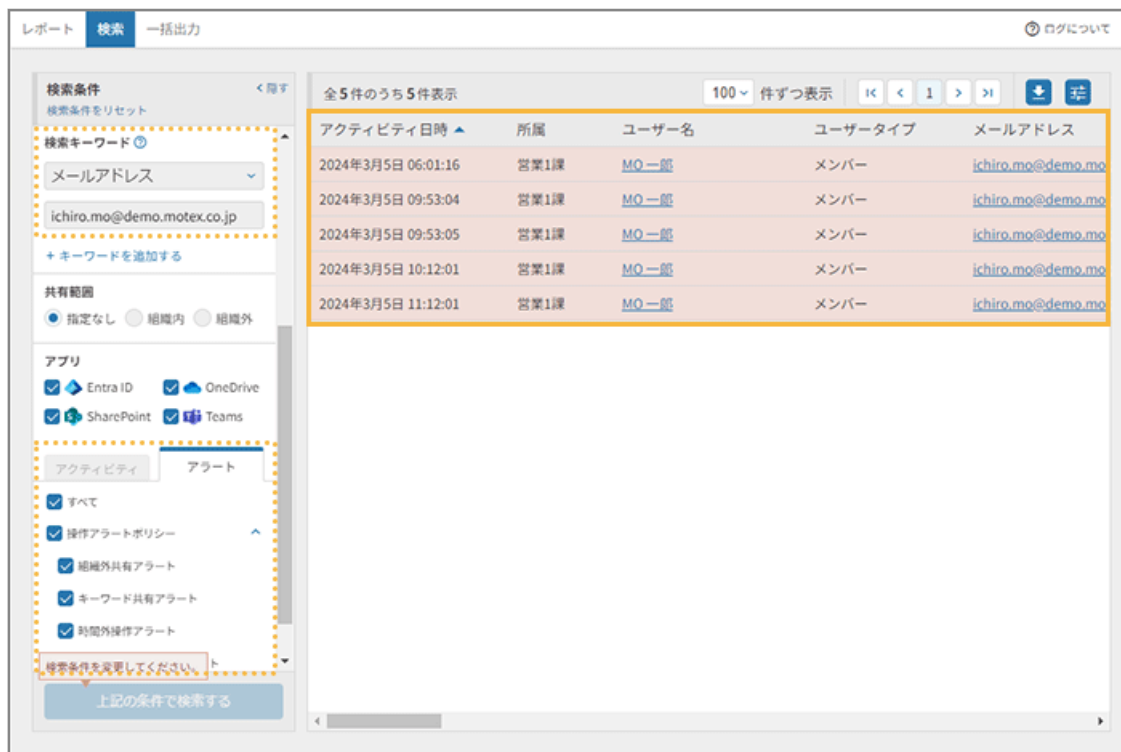 レポート 検索 一括出力 ログについて
検索条件 <隠す
検索条件をリセット
検索キーワード
メールアドレス
ichiro.mo@demo.motex.co.jp
+ キーワードを追加する
共有範囲
指定なし 組織内 組織外
アプリ
Entra ID OneDrive
SharePoint Teams
アクティビティ アラート
すべて
操作アラートポリシー
組織外共有アラート
キーワード共有アラート
時間外操作アラート
検索条件を変更してください。 ト
上記の条件で検索する
全5件のうち5件表示 100 件ずつ表示 1
アクティビティ日時 所属 ユーザー名 ユーザータイプ メールアドレス
2024年3月5日 06:01:16 営業1課 MO 一郎 メンバー ichiro.mo@demo.mo
2024年3月5日 09:53:04 営業1課 MO 一郎 メンバー ichiro.mo@demo.mo
2024年3月5日 09:53:05 営業1課 MO 一郎 メンバー ichiro.mo@demo.mo
2024年3月5日 10:12:01 営業1課 MO 一郎 メンバー ichiro.mo@demo.mo
2024年3月5日 11:12:01 営業1課 MO 一郎 メンバー ichiro.mo@demo.mo